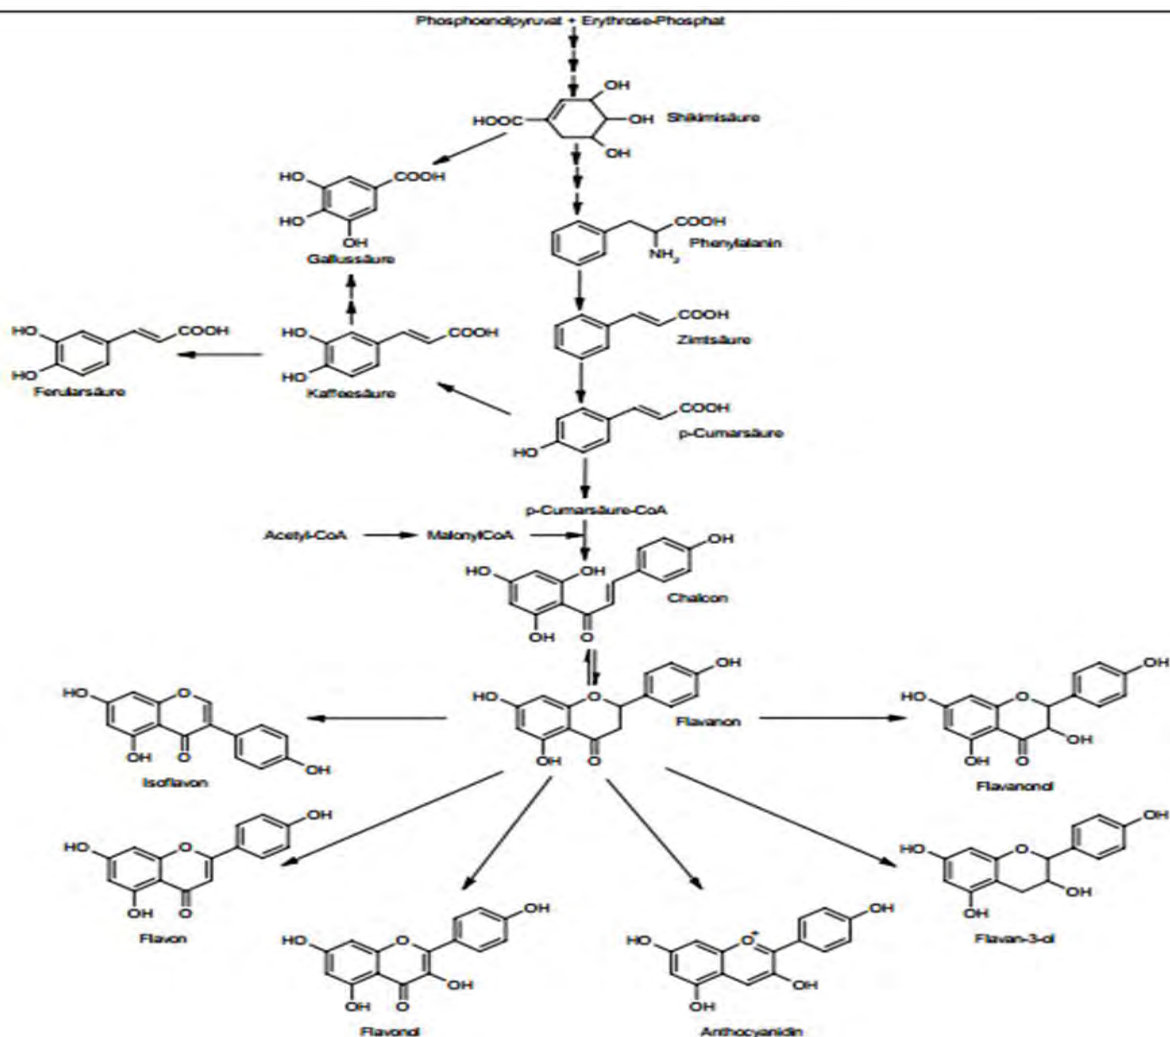 Phosphoenolpyruvat + Erythrose-Phosphat
OH
HOOC
OH
Shikimisäure
OH
HO
COOH
HO
OH
Gallussäure
COOH
NH2
Phenylalanin
COOH
Zimtsäure
HO
COOH
HO
Ferularsäure
HO
COOH
HO
Kaffeesäure
COOH
HO
p-Cumarsäure
p-Cumarsäure-CoA
Acetyl-CoA
MalonylCoA
OH
HO
OH
Chalcon
OH
O
OH
HO
O
Flavanon
OH
O
HO
O
OH
O
OH
Isoflavon
OH
HO
O
OH
OH
O
Flavanonol
OH
HO
O
OH
O
Flavon
OH
HO
O
OH
OH
Flavan-3-ol
OH
HO
O
OH
OH
O
Flavonol
OH
HO
O+
OH
OH
Anthocyanidin